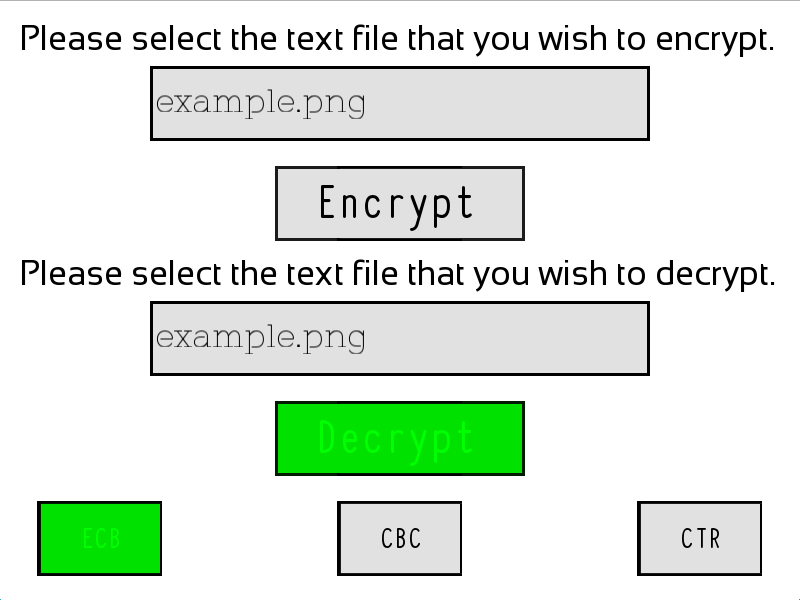 Please select the text file that you wish to encrypt.
example.png
Encrypt
Please select the text file that you wish to decrypt.
example.png
Decrypt
ECB CBC CTR